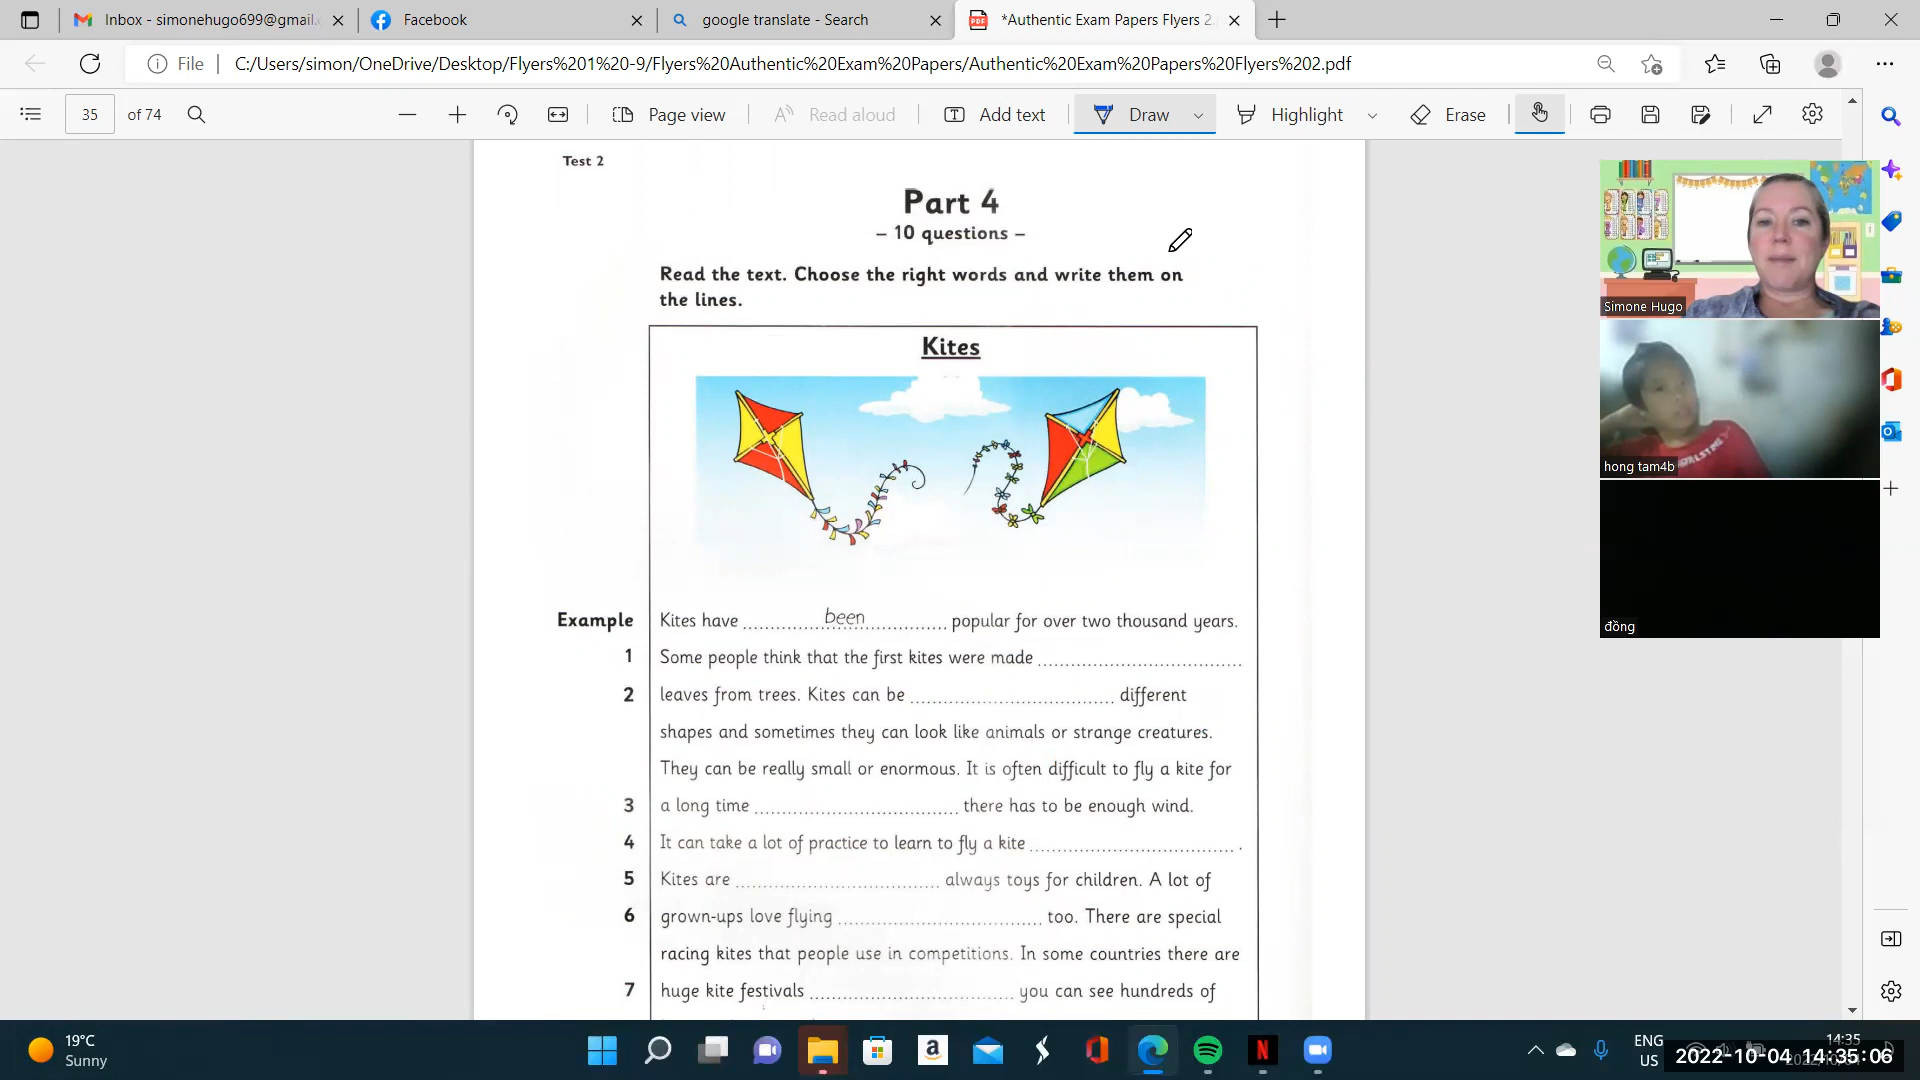 Inbox - simonehugo699@gmail.
Facebook
google translate - Search
*Authentic Exam Papers Flyers 2.
File
C:/Users/simon/OneDrive/Desktop/Flyers%201%20-9/Flyers%20Authentic%20Exam%20Papers/Authentic%20Exam%20Papers%20Flyers%202.pdf
35 of 74
Page view
Read aloud
Add text
Draw
Highlight
Erase
Test 2
Part 4
– 10 questions –
Read the text. Choose the right words and write them on
the lines.
Kites
Example Kites have been popular for over two thousand years.
1 Some people think that the first kites were made
2 leaves from trees. Kites can be different
shapes and sometimes they can look like animals or strange creatures.
They can be really small or enormous. It is often difficult to fly a kite for
3 a long time there has to be enough wind.
4 It can take a lot of practice to learn to fly a kite .
5 Kites are always toys for children. A lot of
6 grown-ups love flying too. There are special
racing kites that people use in competitions. In some countries there are
7 huge kite festivals you can see hundreds of
Simone Hugo
hong tam4b
đồng
19°C
Sunny
ENG
US
14:35
2022-10-04 14:35:06